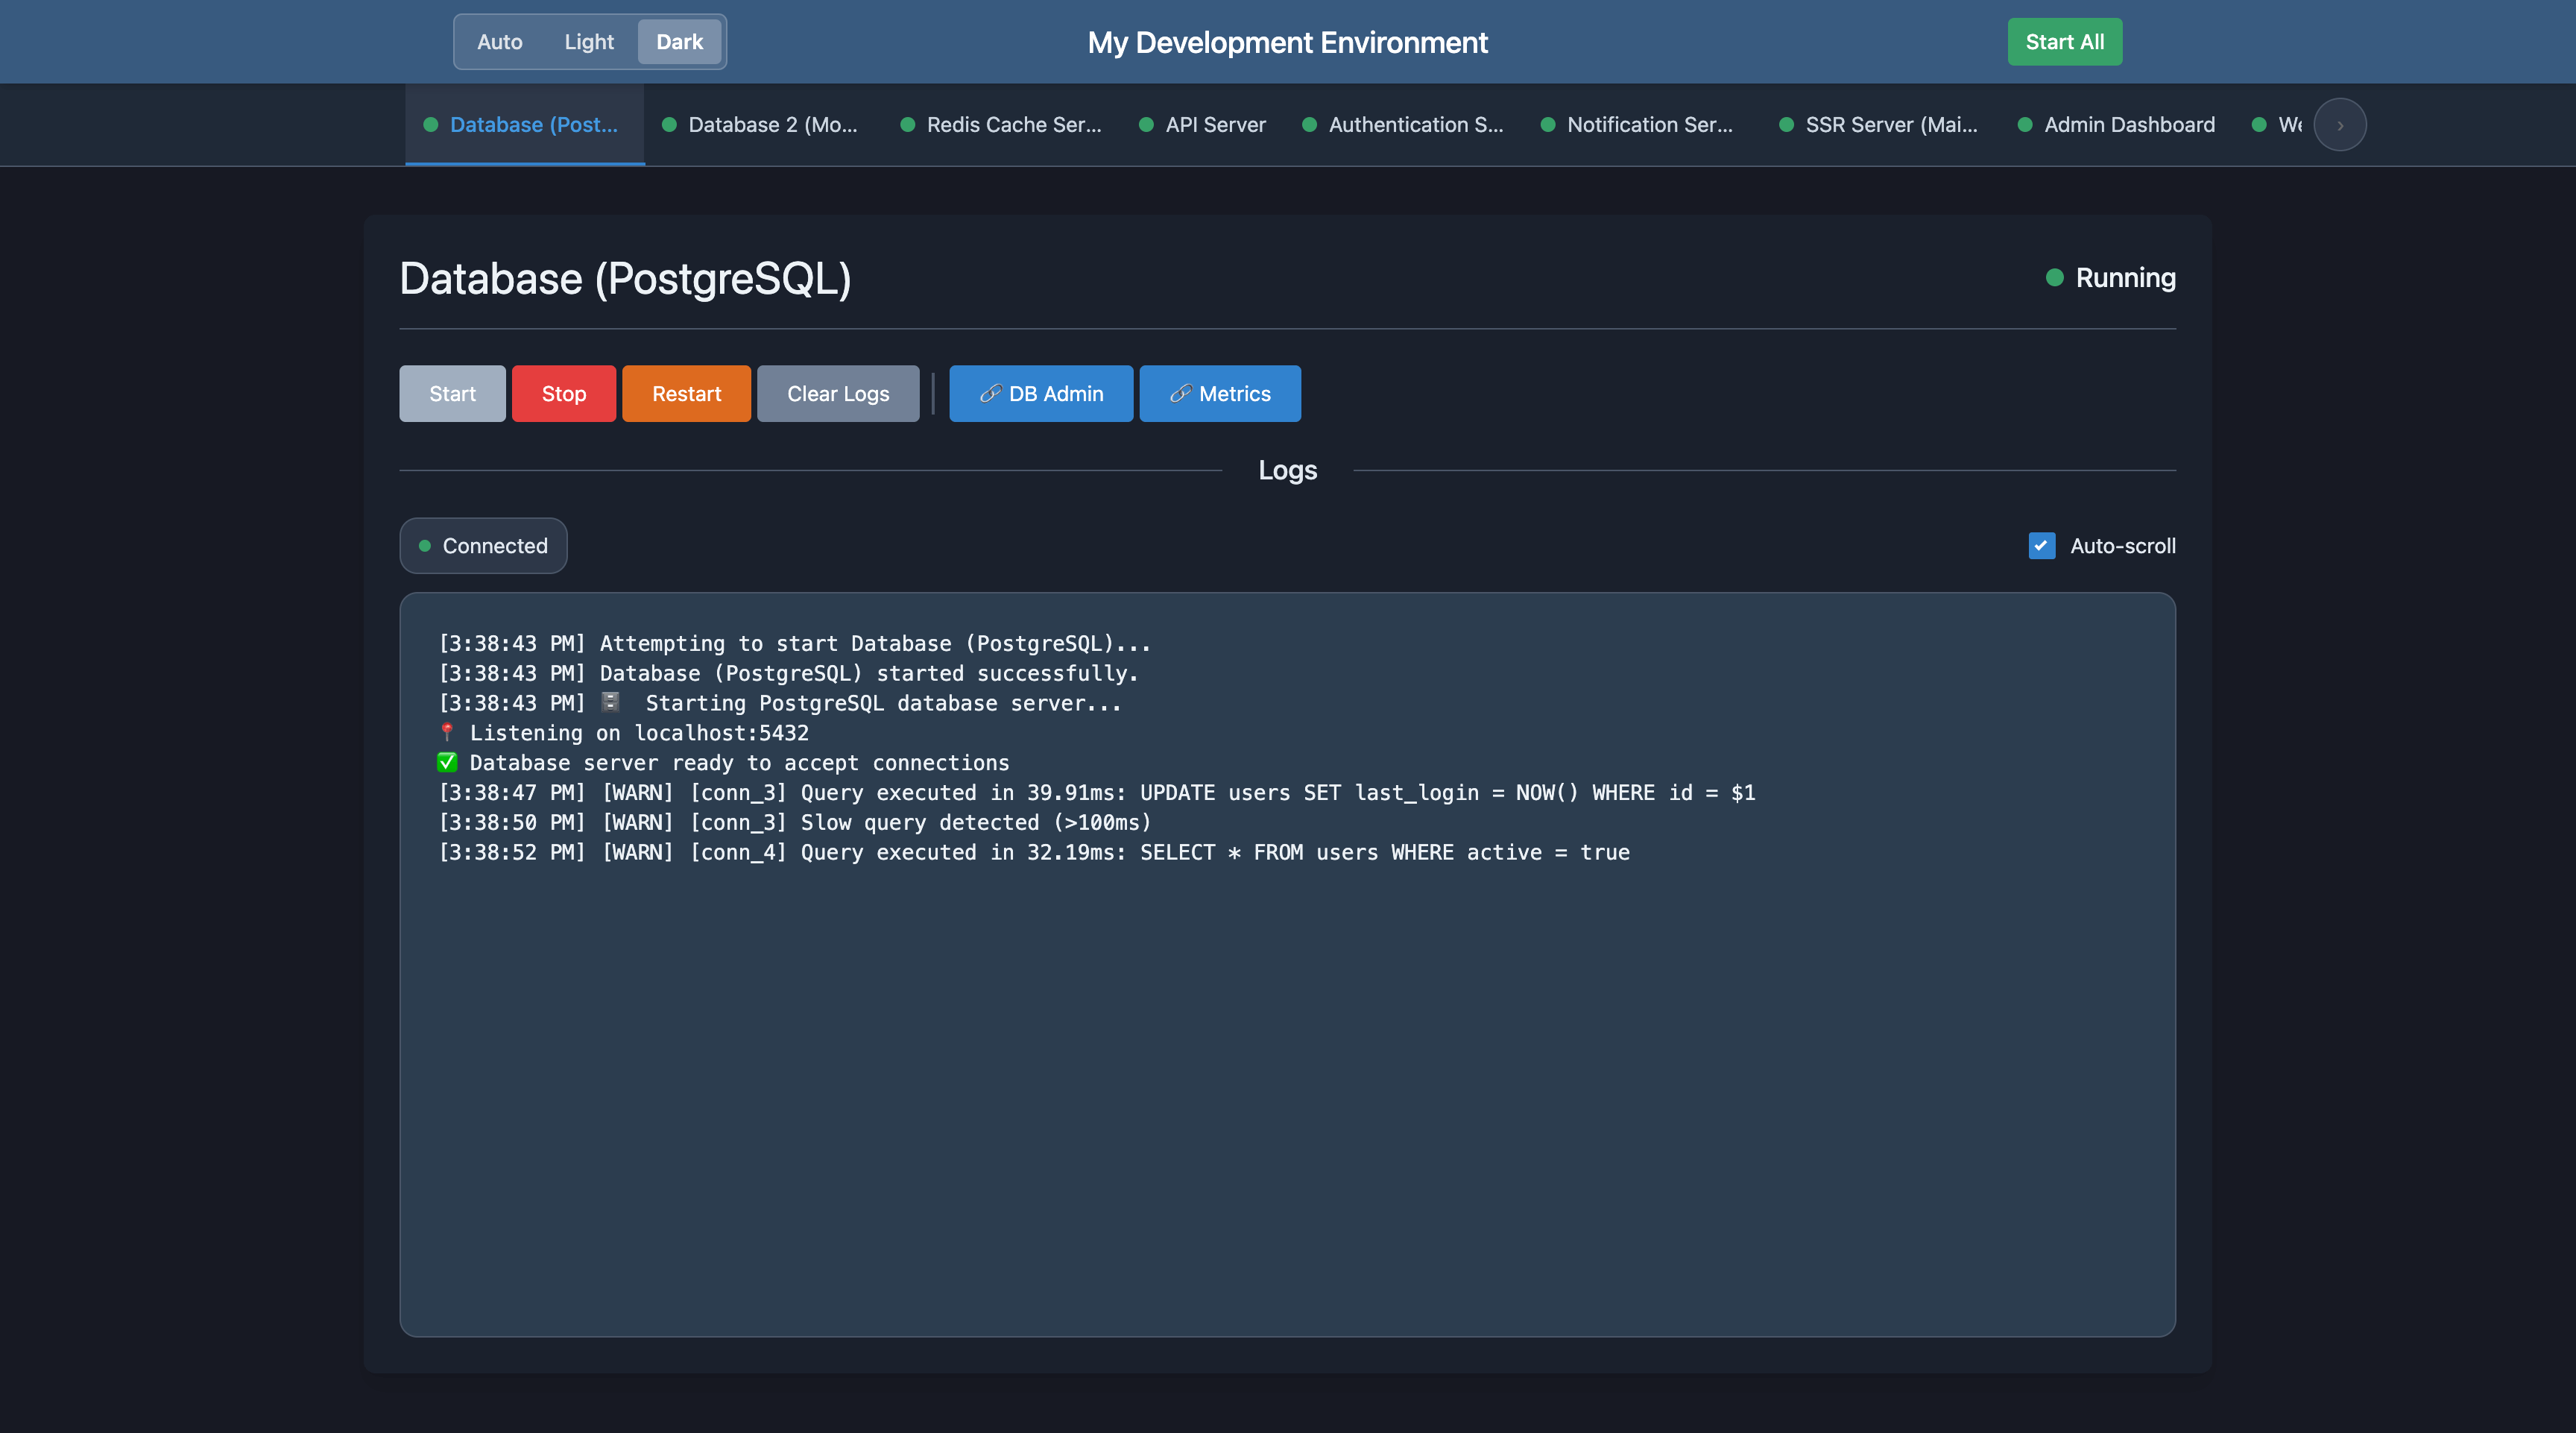 Auto Light Dark
My Development Environment
Start All
Database (Post...
Database 2 (Mo...
Redis Cache Ser...
API Server
Authentication S...
Notification Ser...
SSR Server (Mai...
Admin Dashboard
Database (PostgreSQL)
Running
Start Stop Restart Clear Logs 🔗 DB Admin 🔗 Metrics
Logs
Connected
Auto-scroll
[3:38:43 PM] Attempting to start Database (PostgreSQL)...
[3:38:43 PM] Database (PostgreSQL) started successfully.
[3:38:43 PM] 🗄 Starting PostgreSQL database server...
📍 Listening on localhost:5432
✅ Database server ready to accept connections
[3:38:47 PM] [WARN] [conn_3] Query executed in 39.91ms: UPDATE users SET last_login = NOW() WHERE id = $1
[3:38:50 PM] [WARN] [conn_3] Slow query detected (>100ms)
[3:38:52 PM] [WARN] [conn_4] Query executed in 32.19ms: SELECT * FROM users WHERE active = true